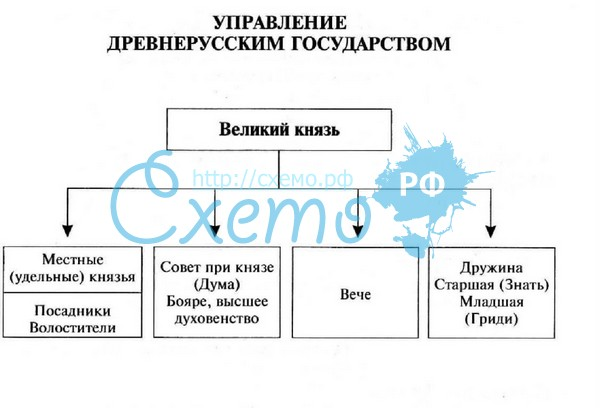 УПРАВЛЕНИЕ
ДРЕВНЕРУССКИМ ГОСУДАРСТВОМ
Великий князь
http://схемо.рф
Схемо
РФ
Местные
(удельные) князья
Посадники
Волостители
Совет при князе
(Дума)
Бояре, высшее
духовенство
Вече
Дружина
Старшая (Знать)
Младшая
(Гриди)